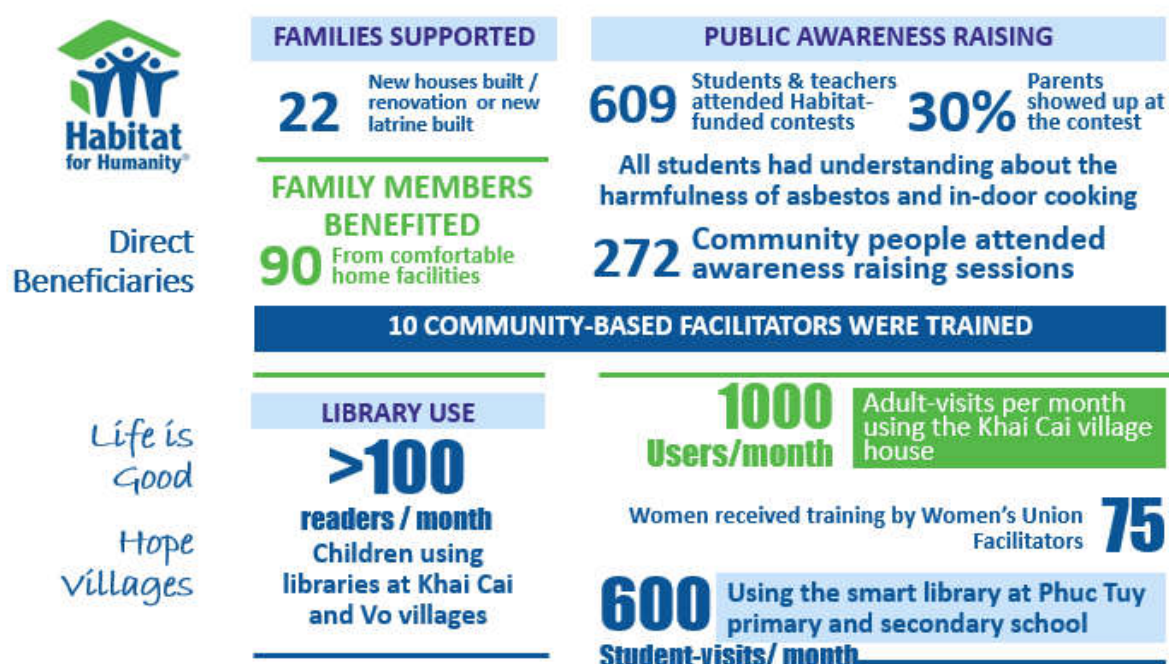 Habitat
for Humanity®
Direct
Beneficiaries
Life is
Good
Hope
Villages
FAMILIES SUPPORTED
22
New houses built /
renovation or new
latrine built
FAMILY MEMBERS
BENEFITED
90
From comfortable
home facilities
PUBLIC AWARENESS RAISING
609
Students & teachers
attended Habitat-
funded contests
30%
Parents
showed up at
the contest
All students had understanding about the
harmfulness of asbestos and in-door cooking
272
Community people attended
awareness raising sessions
10 COMMUNITY-BASED FACILITATORS WERE TRAINED
LIBRARY USE
>100
readers / month
Children using
libraries at Khai Cai
and Vo villages
1000
Users/month
Adult-visits per month
using the Khai Cai village
house
Women received training by Women's Union
Facilitators
75
600
Student-visits/ month
Using the smart library at Phuc Tuy
primary and secondary school